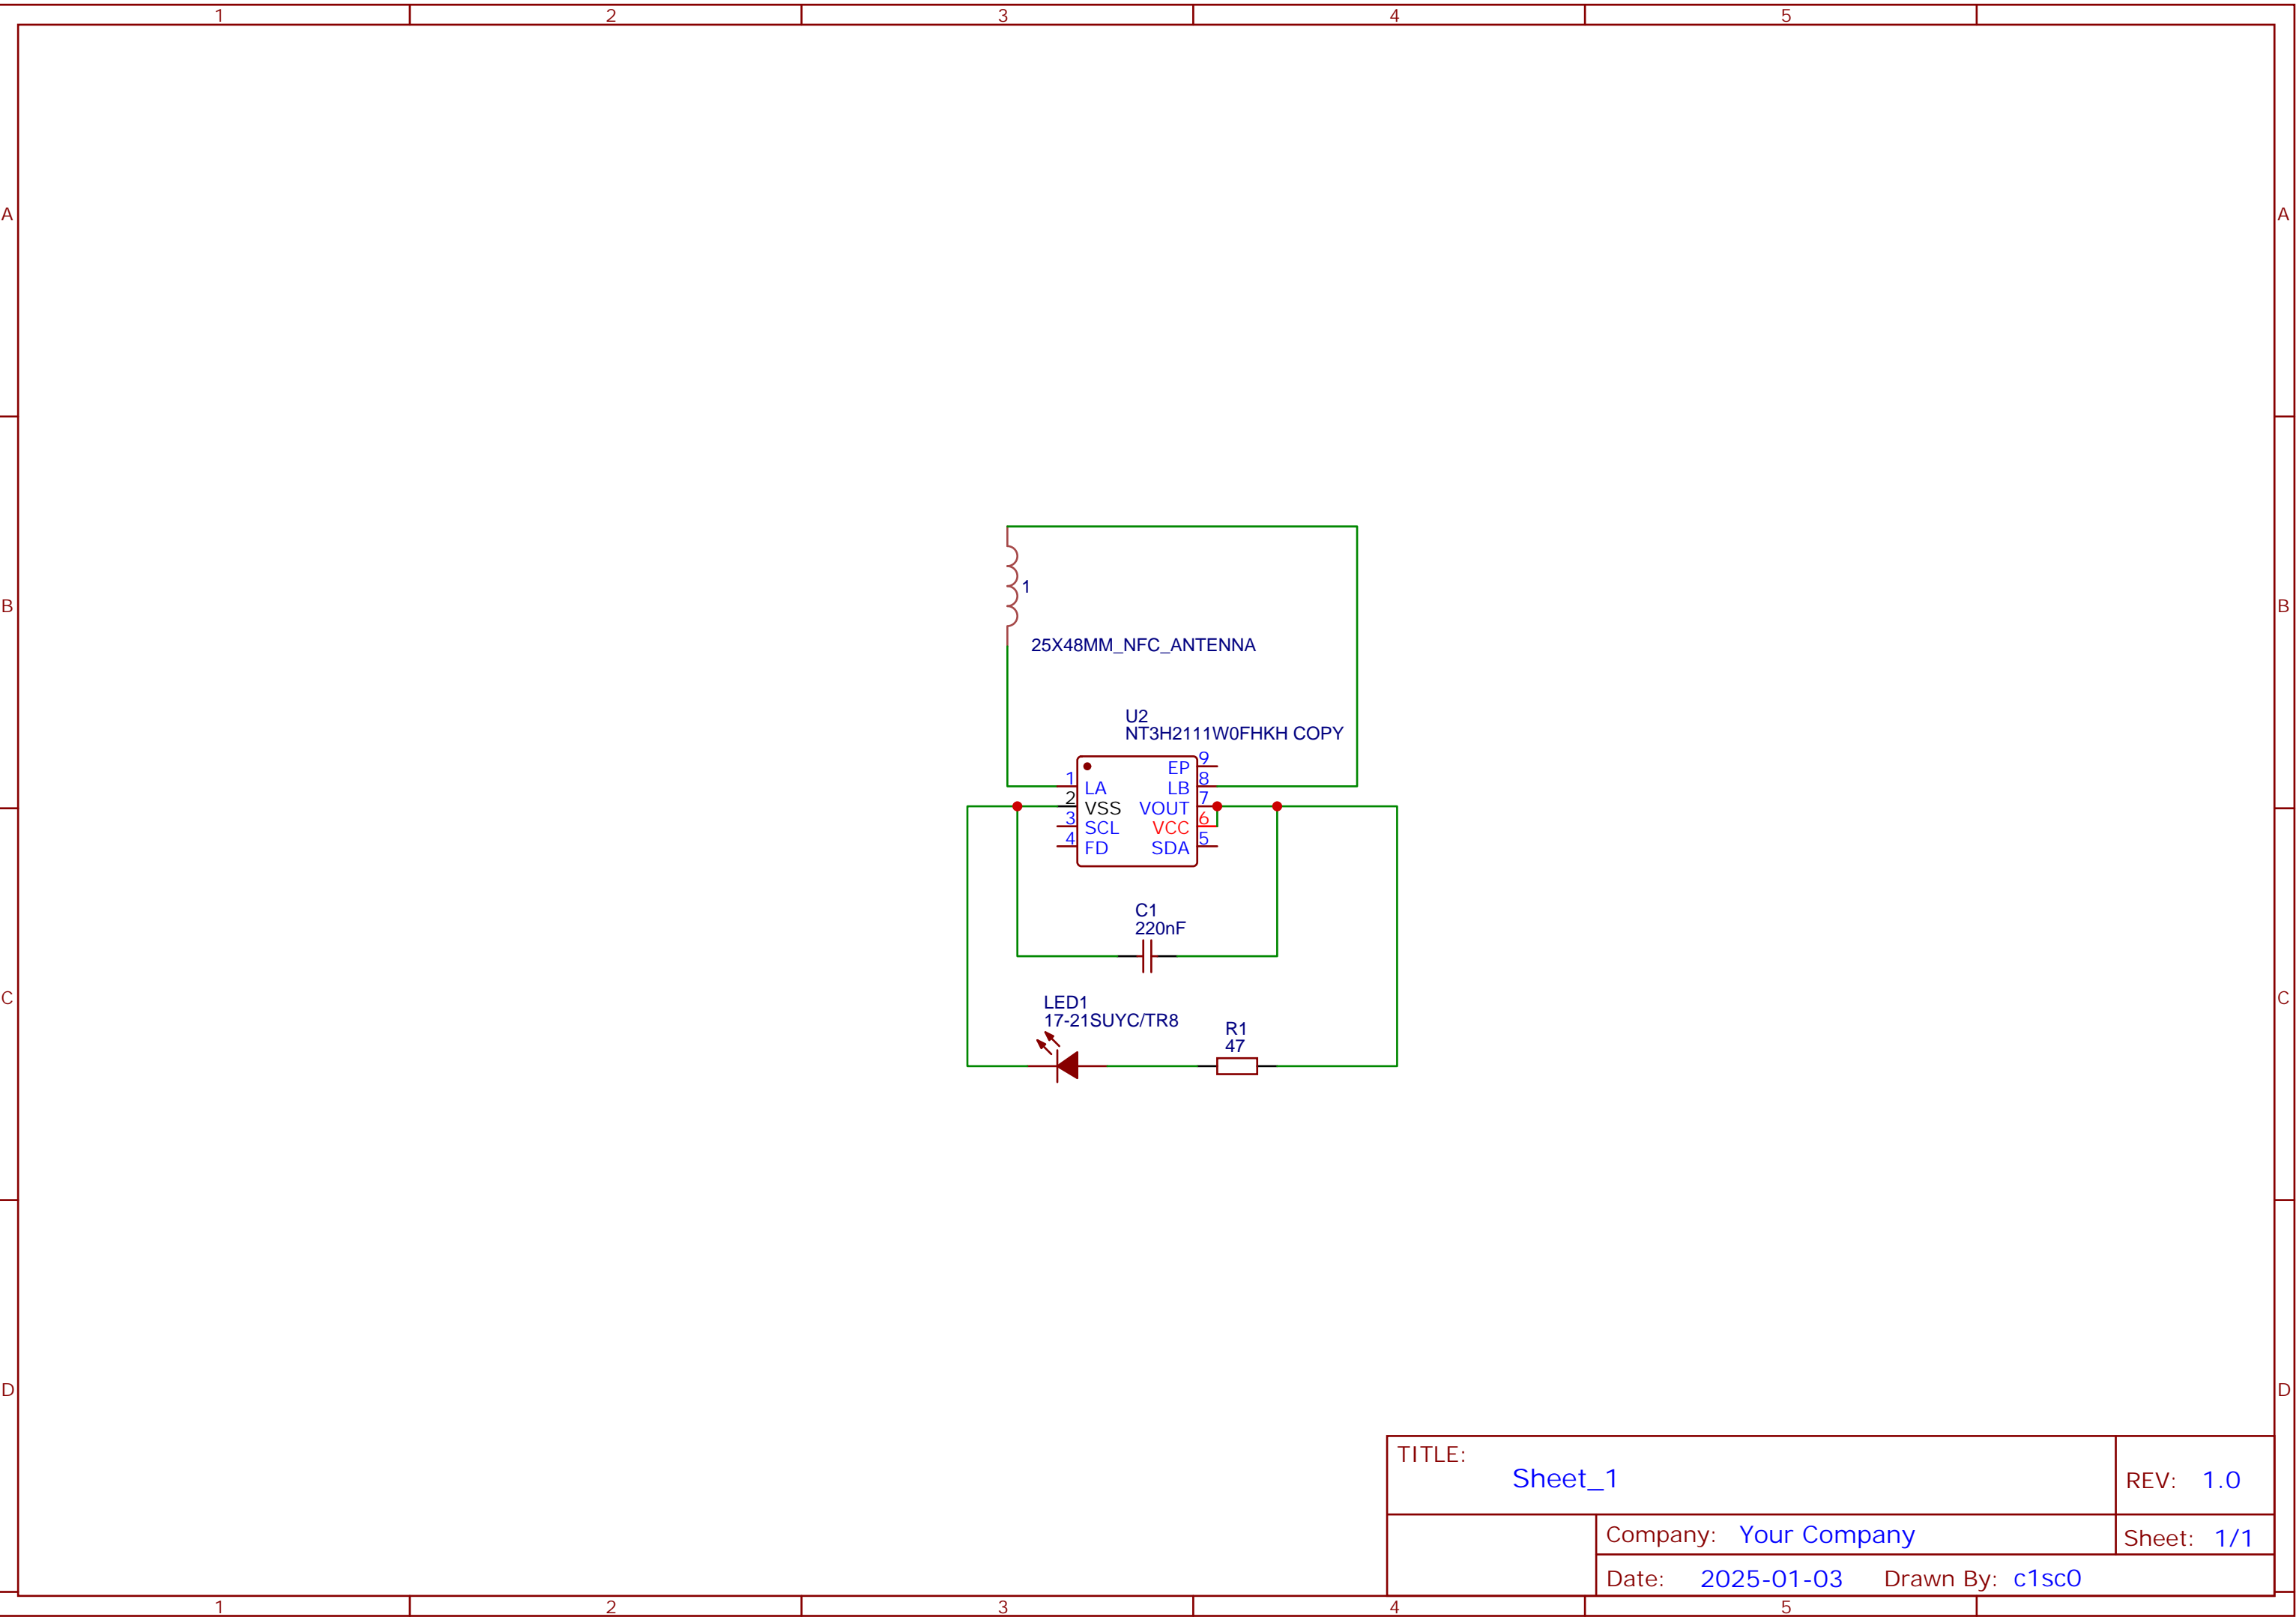 1 2 3 4 5
A A
B B
1
25X48MM_NFC_ANTENNA
U2
NT3H2111W0FHKH COPY
EP 9
1 LA LB 8
2 VSS VOUT 7
3 SCL VCC 6
4 FD SDA 5
C1
220nF
C C
LED1
17-21SUYC/TR8
R1
47
D D
TITLE:
Sheet_1
REV: 1.0
Company: Your Company
Sheet: 1/1
Date: 2025-01-03 Drawn By: c1sc0
1 2 3 4 5